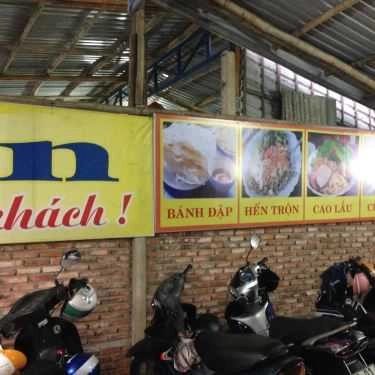 n
khách !
BÁNH ĐẬP
HẾN TRỘN
CAO LẦU